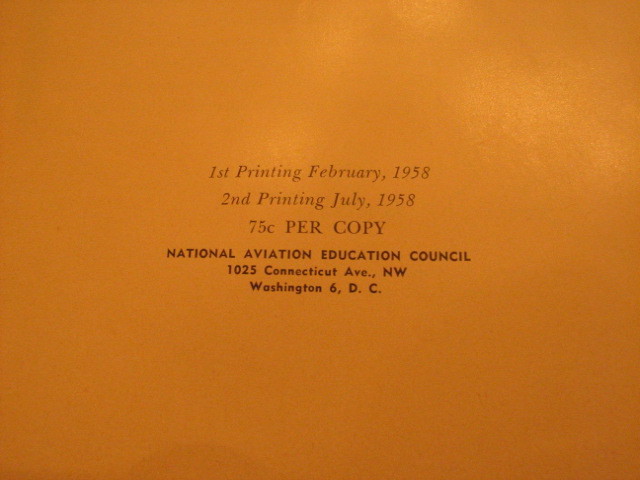 1st Printing February, 1958
2nd Printing July, 1958
75c PER COPY
NATIONAL AVIATION EDUCATION COUNCIL
1025 Connecticut Ave., NW
Washington 6, D. C.